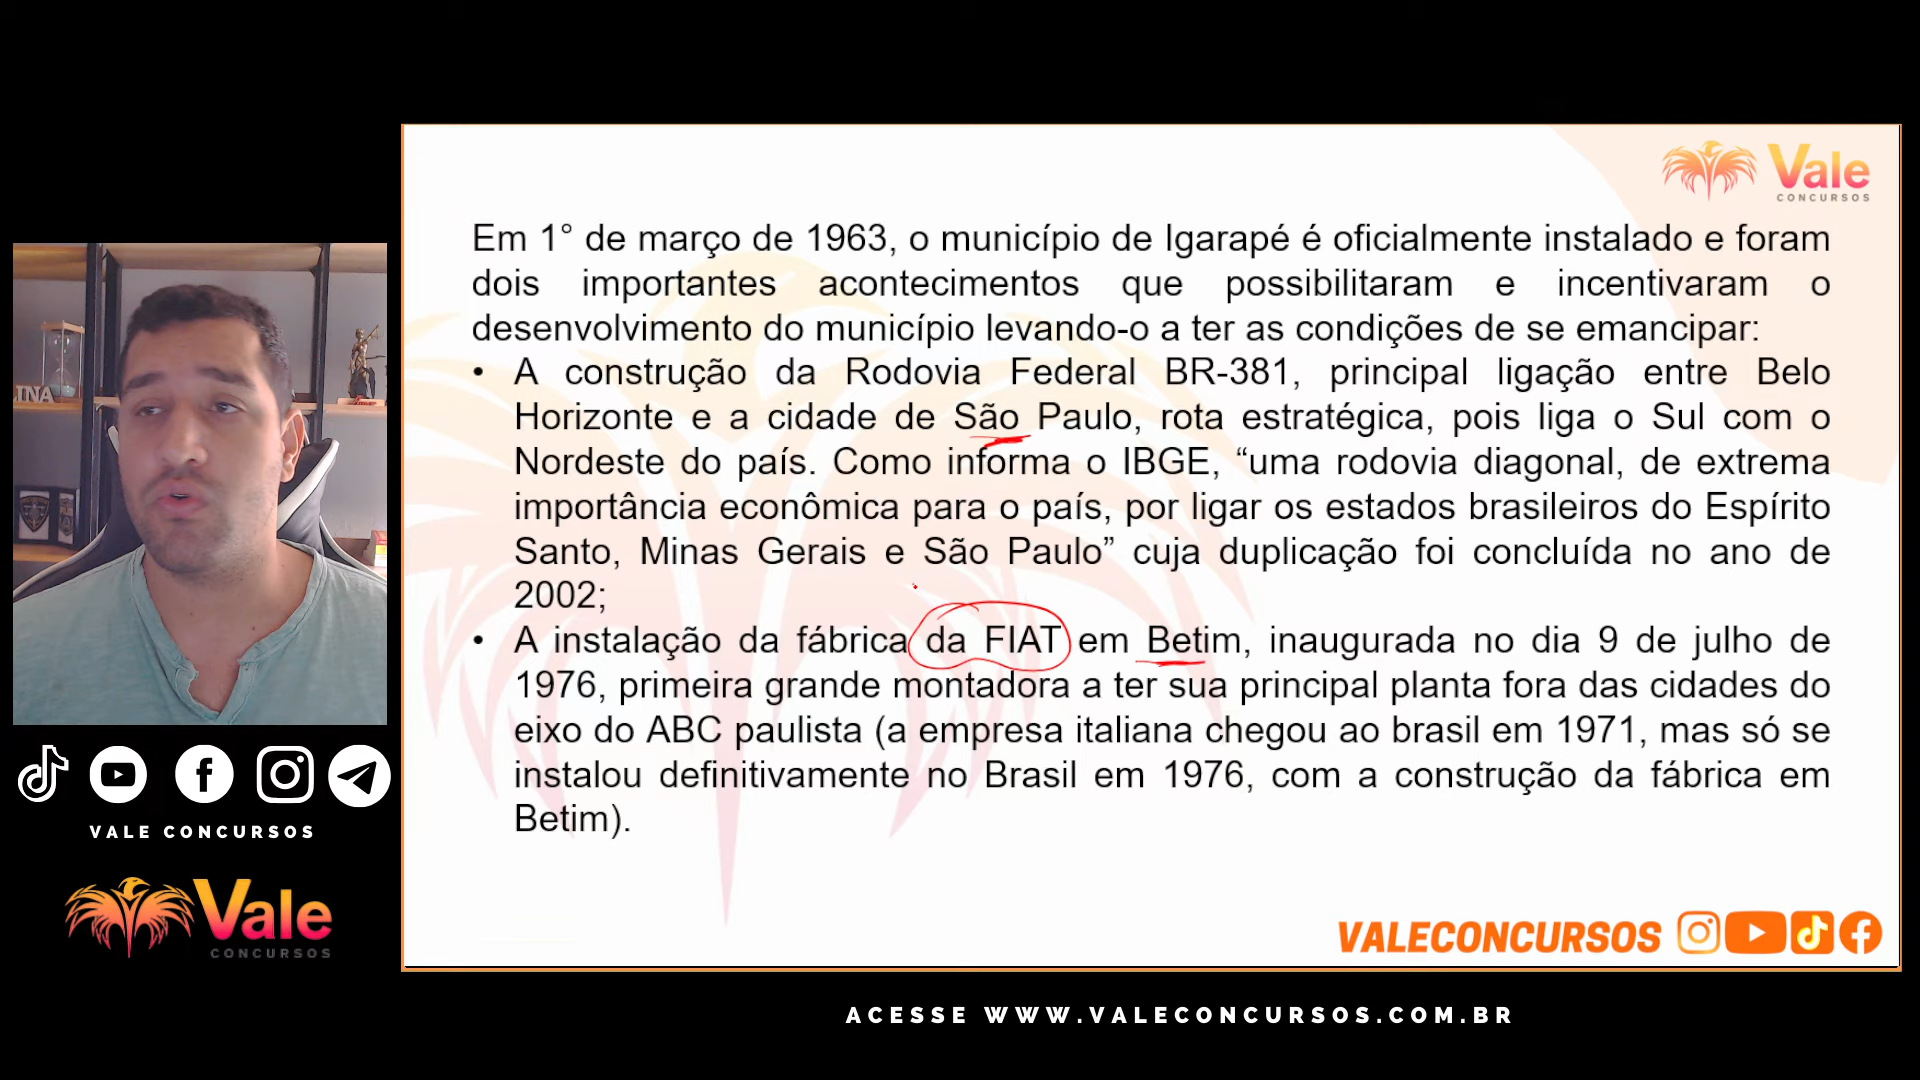 Vale
CONCURSOS
Em 1° de março de 1963, o município de Igarapé é oficialmente instalado e foram
dois importantes acontecimentos que possibilitaram e incentivaram o
desenvolvimento do município levando-o a ter as condições de se emancipar:
• A construção da Rodovia Federal BR-381, principal ligação entre Belo
Horizonte e a cidade de São Paulo, rota estratégica, pois liga o Sul com o
Nordeste do país. Como informa o IBGE, “uma rodovia diagonal, de extrema
importância econômica para o país, por ligar os estados brasileiros do Espírito
Santo, Minas Gerais e São Paulo” cuja duplicação foi concluída no ano de
2002;
• A instalação da fábrica da FIAT em Betim, inaugurada no dia 9 de julho de
1976, primeira grande montadora a ter sua principal planta fora das cidades do
eixo do ABC paulista (a empresa italiana chegou ao brasil em 1971, mas só se
instalou definitivamente no Brasil em 1976, com a construção da fábrica em
Betim).
INA
VALE CONCURSOS
Vale
CONCURSOS
VALECONCURSOS
ACESSE WWW.VALECONCURSOS.COM.BR